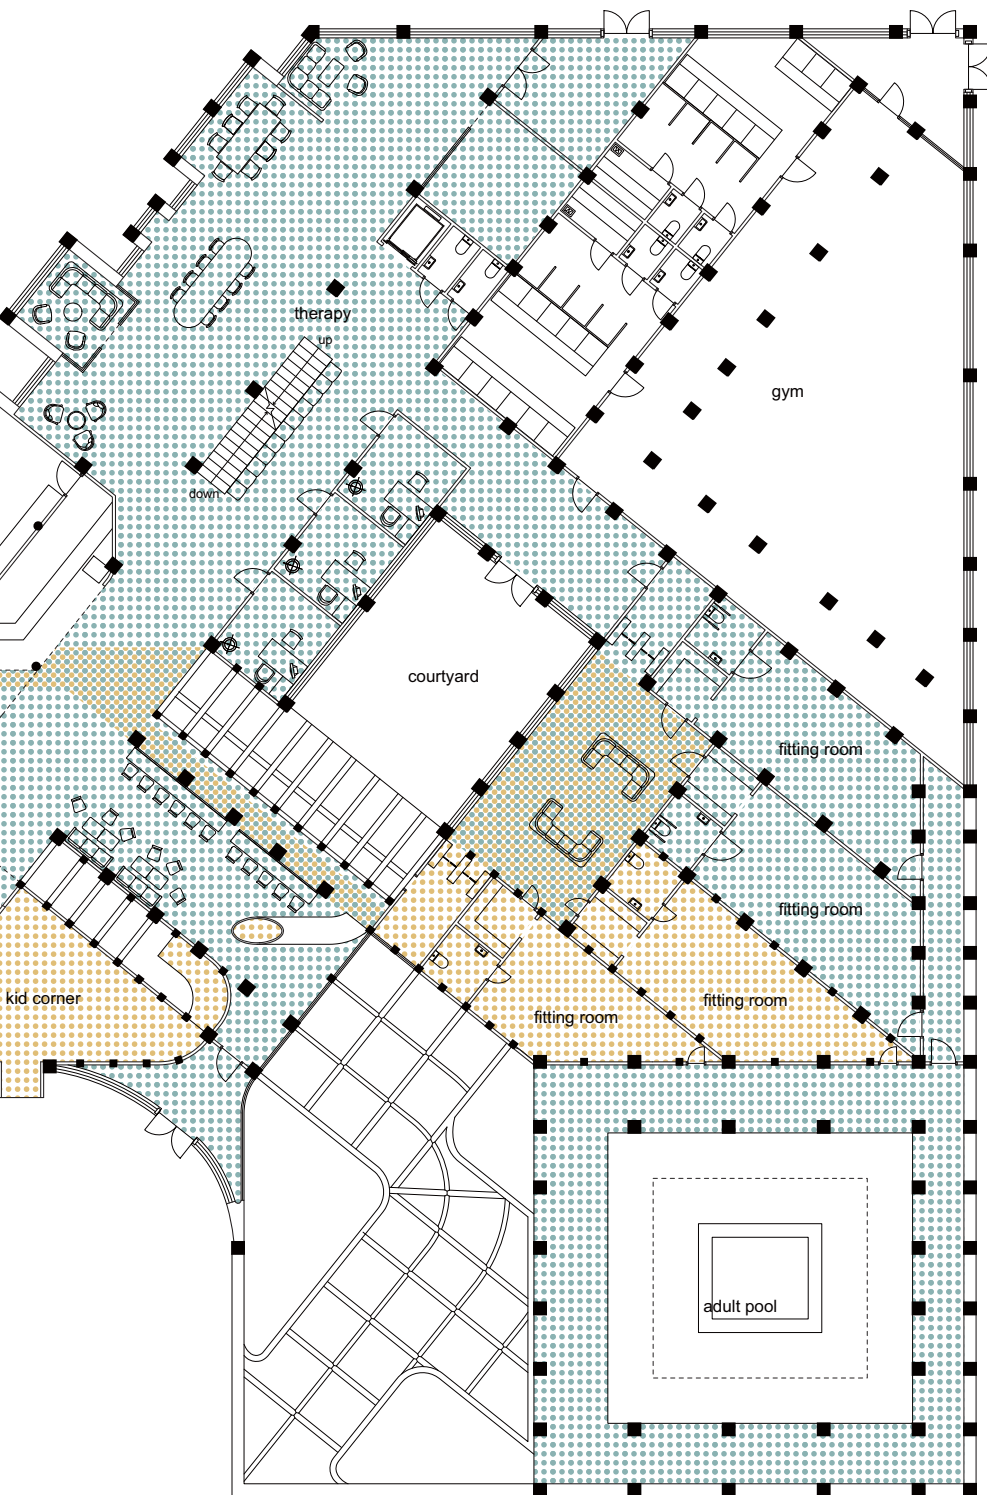 therapy
up
gym
down
courtyard
fitting room
fitting room
kid corner
fitting room
fitting room
adult pool